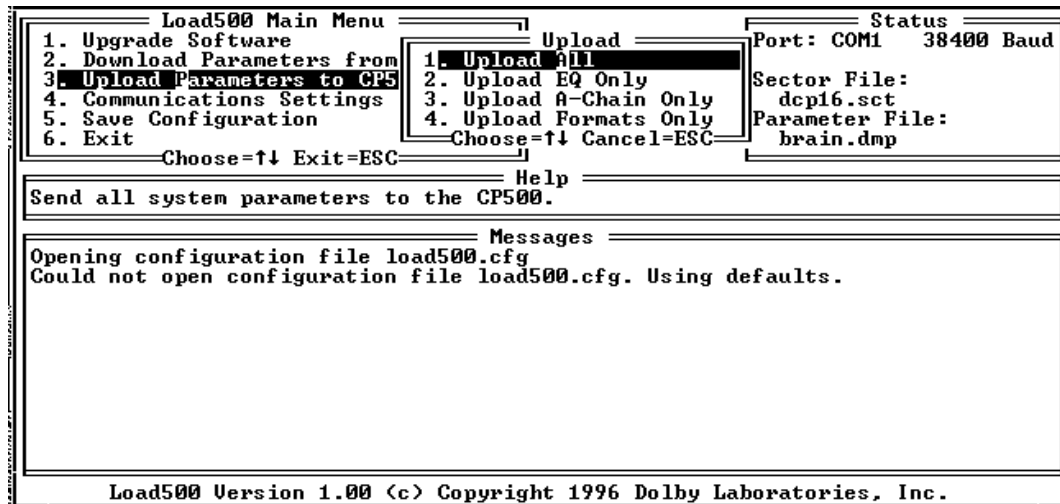 Load500 Main Menu
1. Upgrade Software
2. Download Parameters from
3. Upload Parameters to CP5
4. Communications Settings
5. Save Configuration
6. Exit
Choose=↑↓ Exit=ESC
Upload
1. Upload All
2. Upload EQ Only
3. Upload A-Chain Only
4. Upload Formats Only
Choose=↑↓ Cancel=ESC
Status
Port: COM1 38400 Baud
Sector File:
dcp16.sct
Parameter File:
brain.dmp
Help
Send all system parameters to the CP500.
Messages
Opening configuration file load500.cfg
Could not open configuration file load500.cfg. Using defaults.
Load500 Version 1.00 (c) Copyright 1996 Dolby Laboratories, Inc.